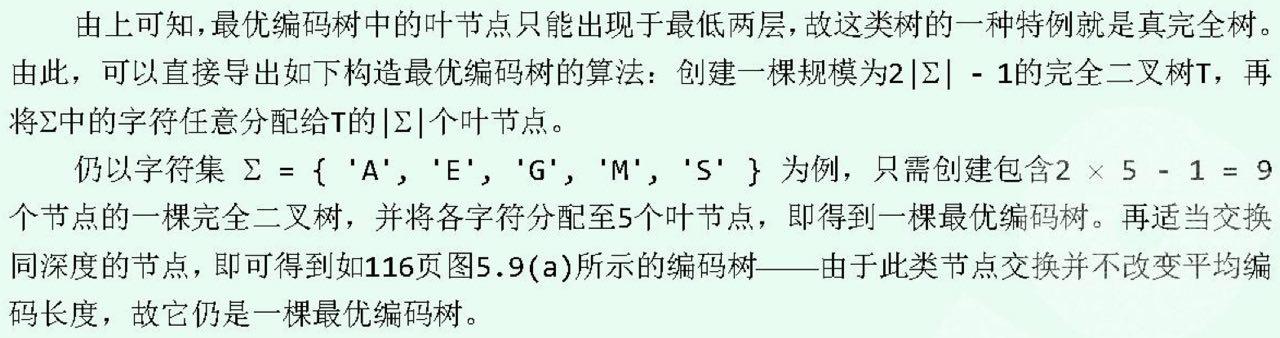 由上可知,最优编码树中的叶节点只能出现于最低两层,故这类树的一种特例就是真完全树。
由此，可以直接导出如下构造最优编码树的算法：创建一棵规模为2|Σ| - 1的完全二叉树T，再
将Σ中的字符任意分配给T的|Σ|个叶节点。
仍以字符集 Σ = { 'A', 'E', 'G', 'M', 'S' } 为例，只需创建包含2 × 5 - 1 = 9
个节点的一棵完全二叉树，并将各字符分配至5个叶节点，即得到一棵最优编码树。再适当交换
同深度的节点,即可得到如116页图5.9(a)所示的编码树——由于此类节点交换并不改变平均编
码长度，故它仍是一棵最优编码树。